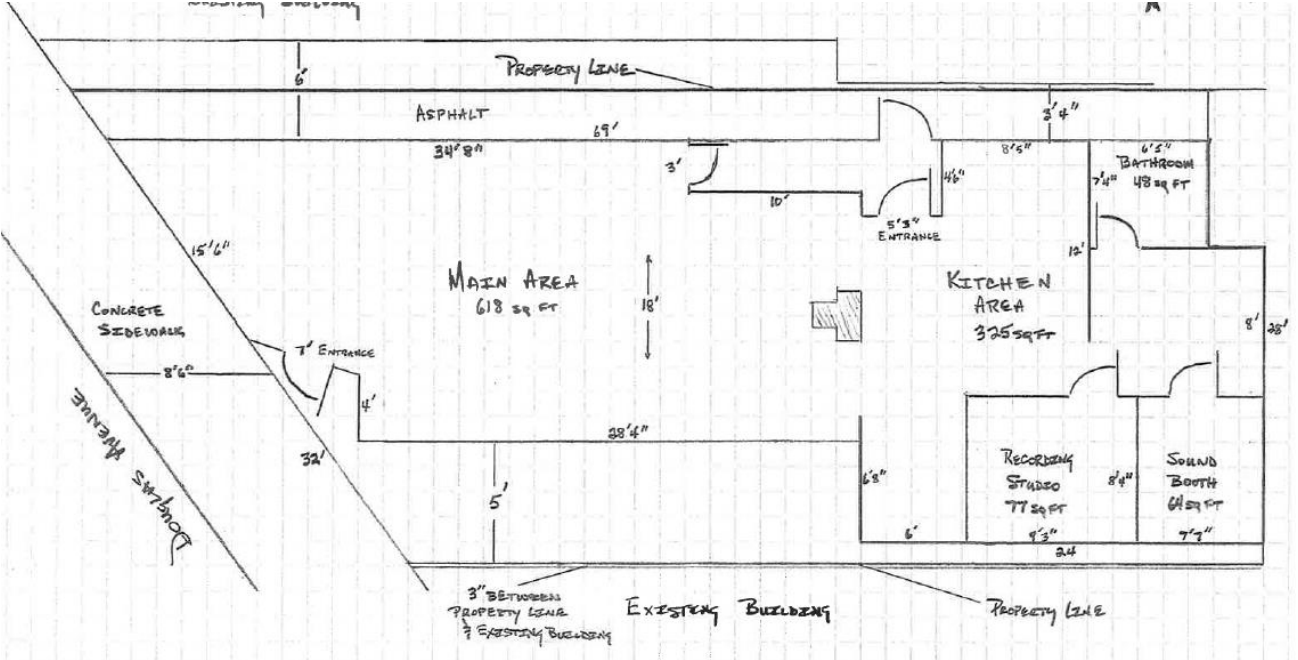 6'
PROPERTY LINE
ASPHALT
69'
3'4"
34'8"
3'
10'
4'6"
8'5"
6'5"
BATHROOM
48 sq FT
7'4"
5'3"
ENTRANCE
12'
15'6"
MAIN AREA
618 sq FT
18'
KITCHEN
AREA
325 sq FT
8'
28'
CONCRETE
SIDEWALK
7' ENTRANCE
8'6"
4'
DOUGLAS AVENUE
32'
28'4"
5'
6'8"
RECORDING
STUDIO
77 sq FT
8'4"
SOUND
BOOTH
64 sq FT
6'
9'3"
7'7"
24
3" BETWEEN
PROPERTY LINE
& EXISTING BUILDING
EXISTING BUILDING
PROPERTY LINE